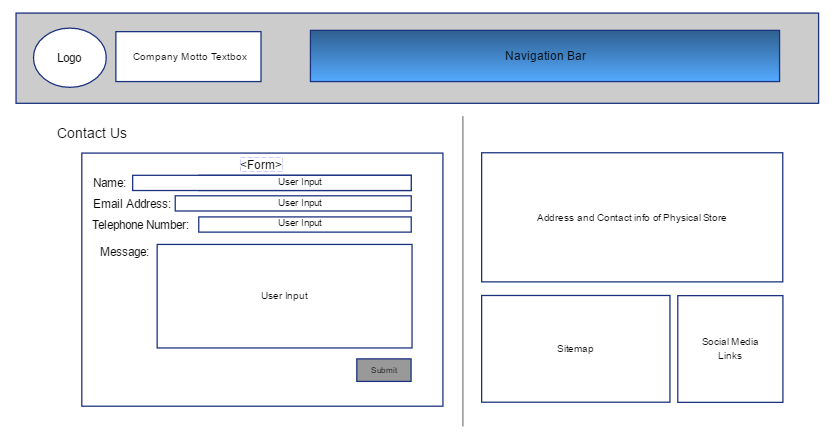 Logo
Company Motto Textbox
Navigation Bar
Contact Us
<Form>
Name:
User Input
Email Address:
User Input
Telephone Number:
User Input
Message:
User Input
Submit
Address and Contact info of Physical Store
Sitemap
Social Media
Links